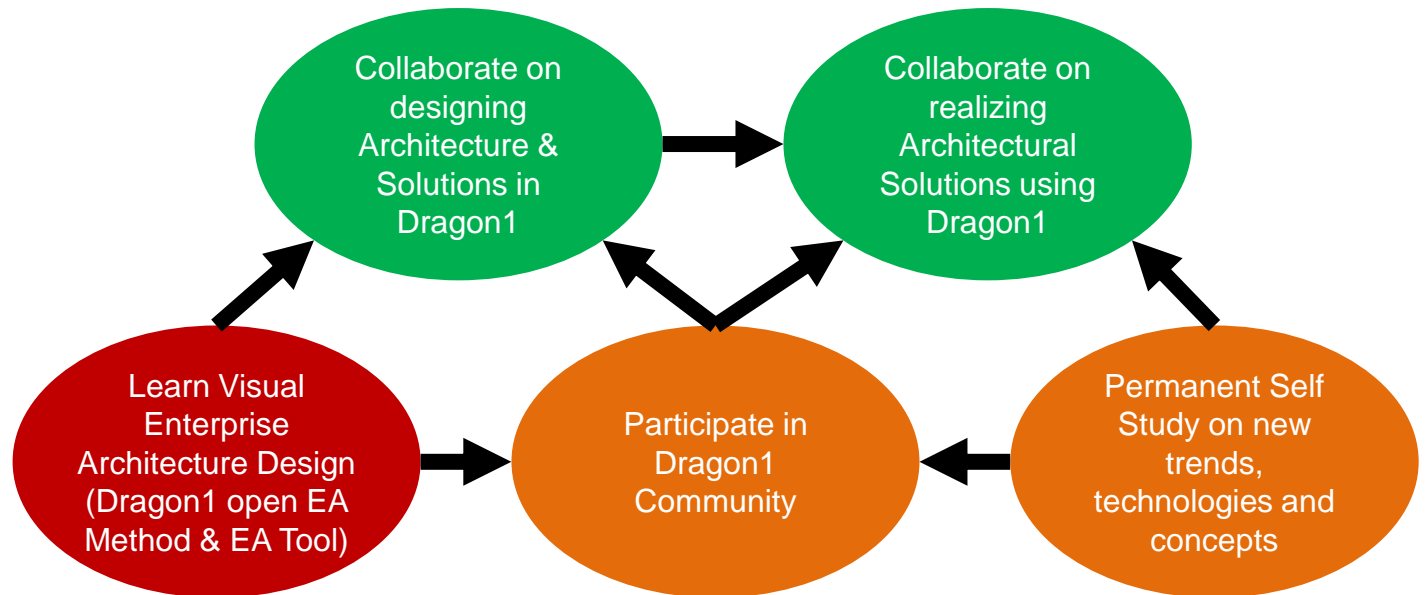 Collaborate on
designing
Architecture &
Solutions in
Dragon1
Collaborate on
realizing
Architectural
Solutions using
Dragon1
Learn Visual
Enterprise
Architecture Design
(Dragon1 open EA
Method & EA Tool)
Participate in
Dragon1
Community
Permanent Self
Study on new
trends,
technologies and
concepts